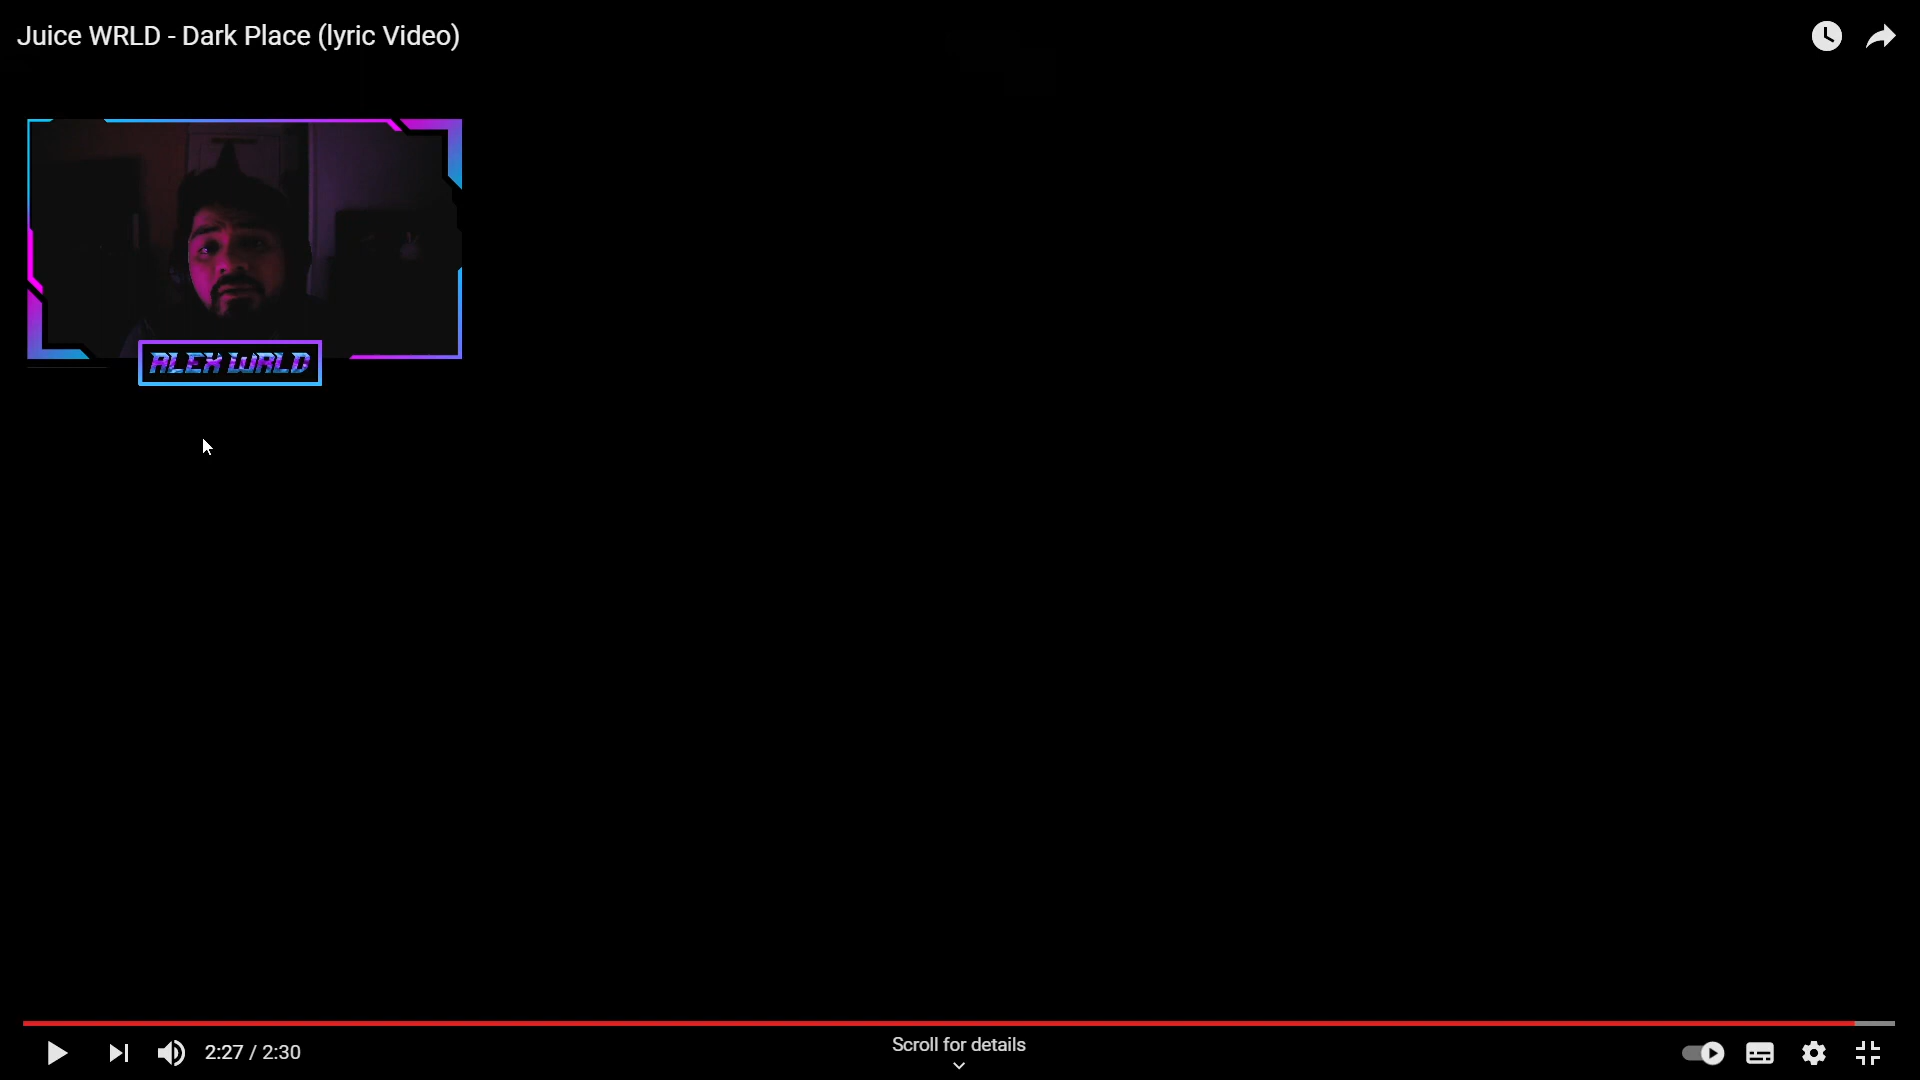 Juice WRLD - Dark Place (lyric Video)
ALEX WRLD
2:27 / 2:30
Scroll for details